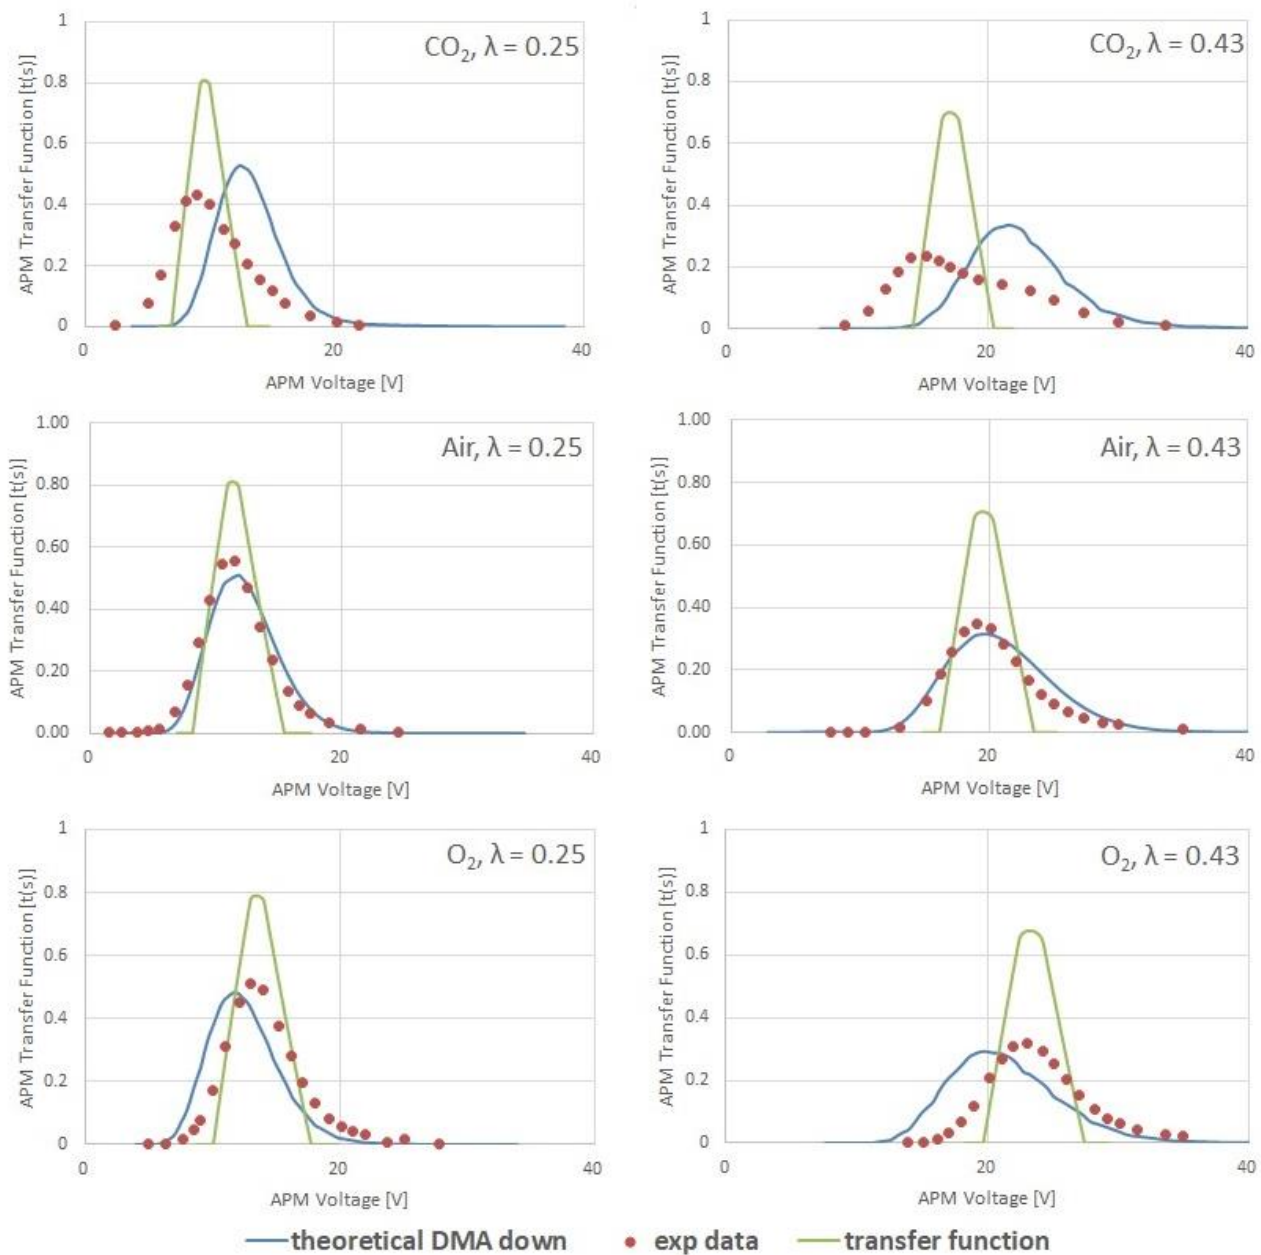 CO₂, λ = 0.25
APM Transfer Function [t(s)]
1
0.8
0.6
0.4
0.2
0
0
20
40
APM Voltage [V]
CO₂, λ = 0.43
APM Transfer Function [t(s)]
1
0.8
0.6
0.4
0.2
0
0
20
40
APM Voltage [V]
Air, λ = 0.25
APM Transfer Function [t(s)]
1.00
0.80
0.60
0.40
0.20
0.00
0
20
40
APM Voltage [V]
Air, λ = 0.43
APM Transfer Function [t(s)]
1.00
0.80
0.60
0.40
0.20
0.00
0
20
40
APM Voltage [V]
O₂, λ = 0.25
APM Transfer Function [t(s)]
1
0.8
0.6
0.4
0.2
0
0
20
40
APM Voltage [V]
O₂, λ = 0.43
APM Transfer Function [t(s)]
1
0.8
0.6
0.4
0.2
0
0
20
40
APM Voltage [V]
theoretical DMA down exp data transfer function